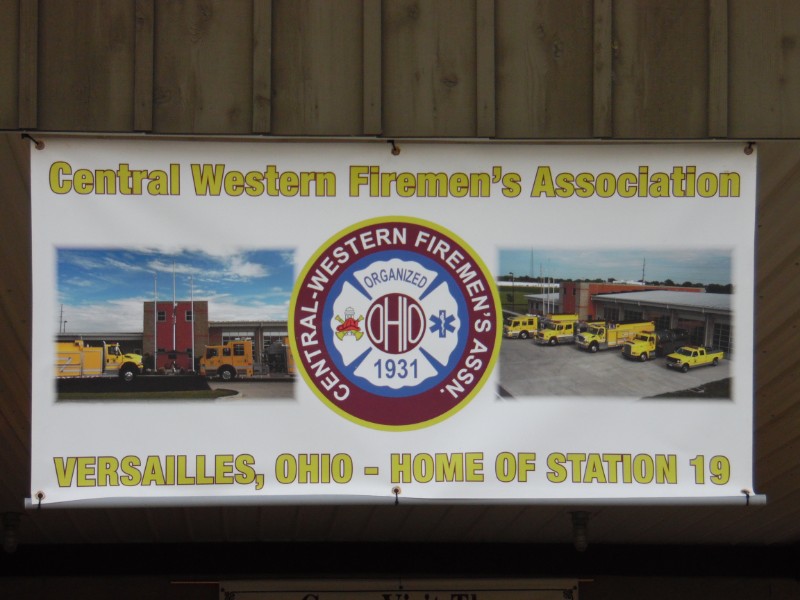 Central Western Firemen's Association
CENTRAL-WESTERN FIREMEN'S ASSN.
ORGANIZED
OHIO
1931
VERSAILLES, OHIO - HOME OF STATION 19